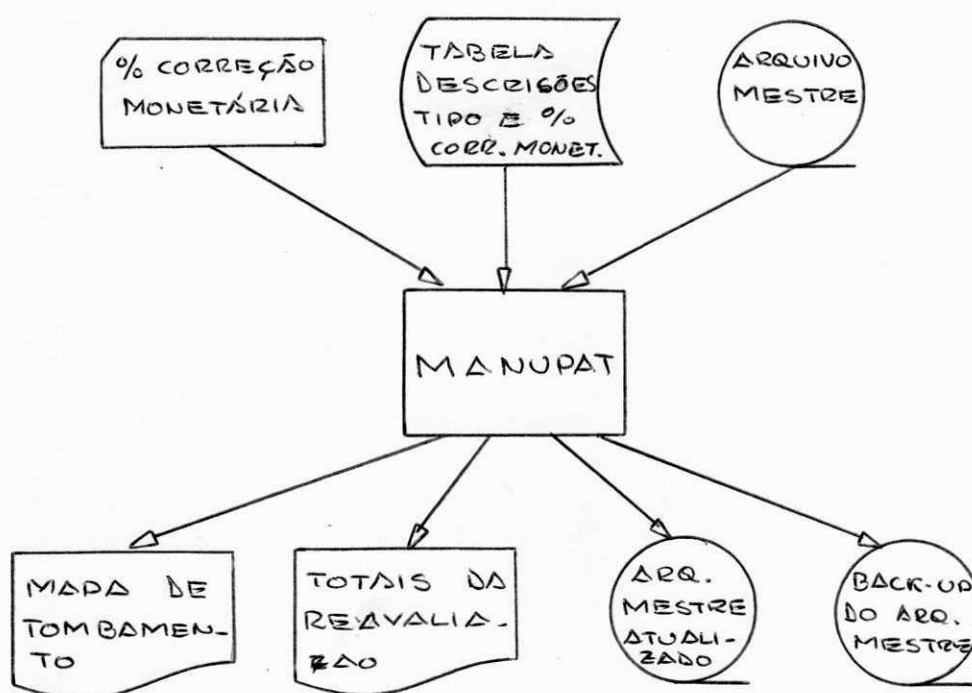 % CORREÇÃO
MONETÁRIA
TABELA
DESCRIÇÕES
TIPO E %
CORR. MONET.
ARQUIVO
MESTRE
MANUPAT
MAPA DE
TOMBAMEN-
TO
TOTAIS DA
REAVALIA-
ÇÃO
ARQ.
MESTRE
ATUALI-
ZADO
BACK-UP
DO ARQ.
MESTRE